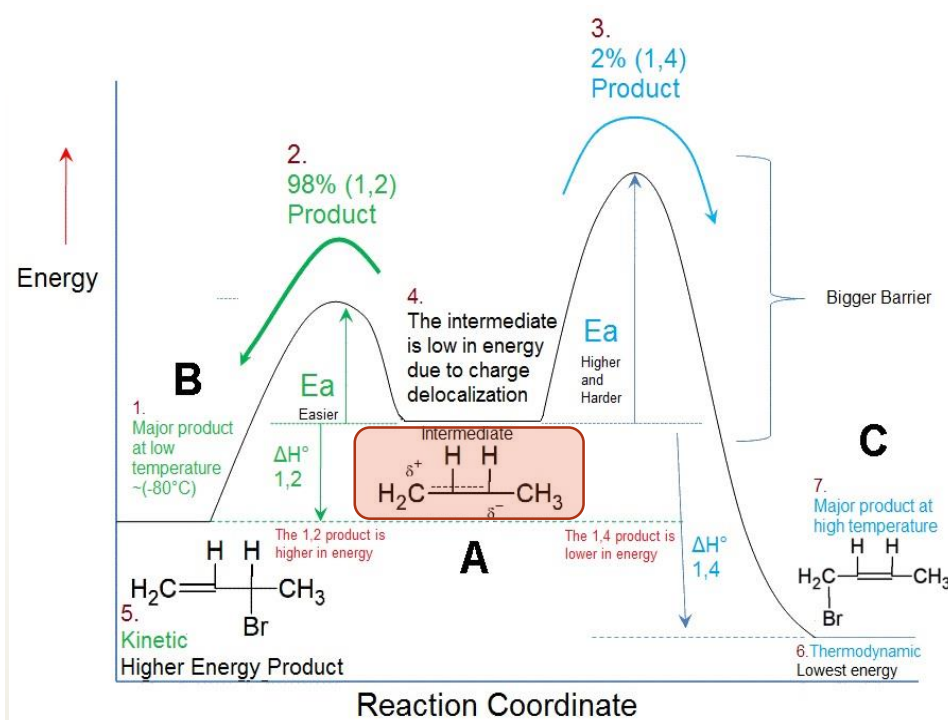 3.
2% (1,4)
Product
2.
98% (1,2)
Product
Energy
4.
The intermediate
is low in energy
due to charge
delocalization
Bigger Barrier
Ea
Higher
and
Harder
B
Ea
Easier
1.
Major product
at low
temperature
~(-80°C)
ΔH°
1,2
Intermediate
H H
δ+
H2C CH3
δ−
C
7.
Major product at
high temperature
H H
H2C CH3
Br
The 1,2 product is
higher in energy
A
The 1,4 product is
lower in energy
ΔH°
1,4
H H
H2C CH3
Br
5.
Kinetic
Higher Energy Product
6.Thermodynamic
Lowest energy
Reaction Coordinate